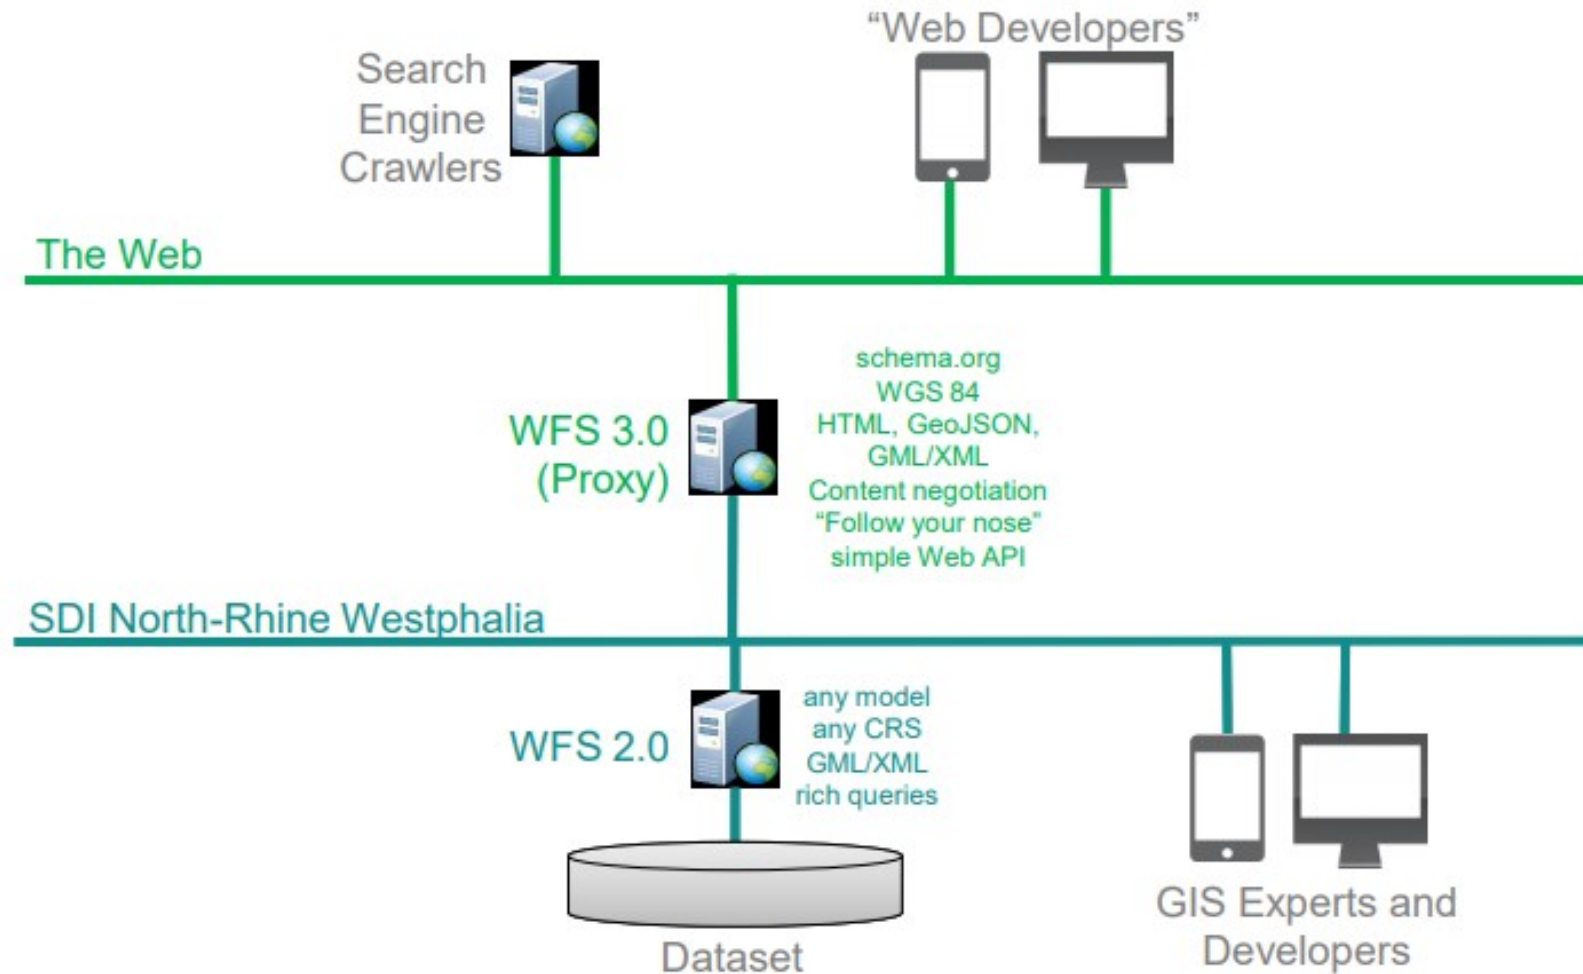 “Web Developers”
Search
Engine
Crawlers
The Web
schema.org
WGS 84
HTML, GeoJSON,
GML/XML
Content negotiation
“Follow your nose”
simple Web API
WFS 3.0
(Proxy)
SDI North-Rhine Westphalia
any model
any CRS
GML/XML
rich queries
WFS 2.0
GIS Experts and
Developers
Dataset